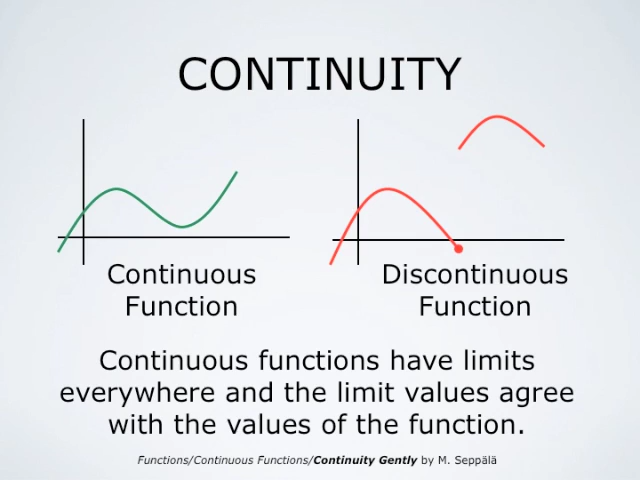 CONTINUITY
Continuous
Function
Discontinuous
Function
Continuous functions have limits
everywhere and the limit values agree
with the values of the function.
Functions/Continuous Functions/Continuity Gently by M. Seppälä